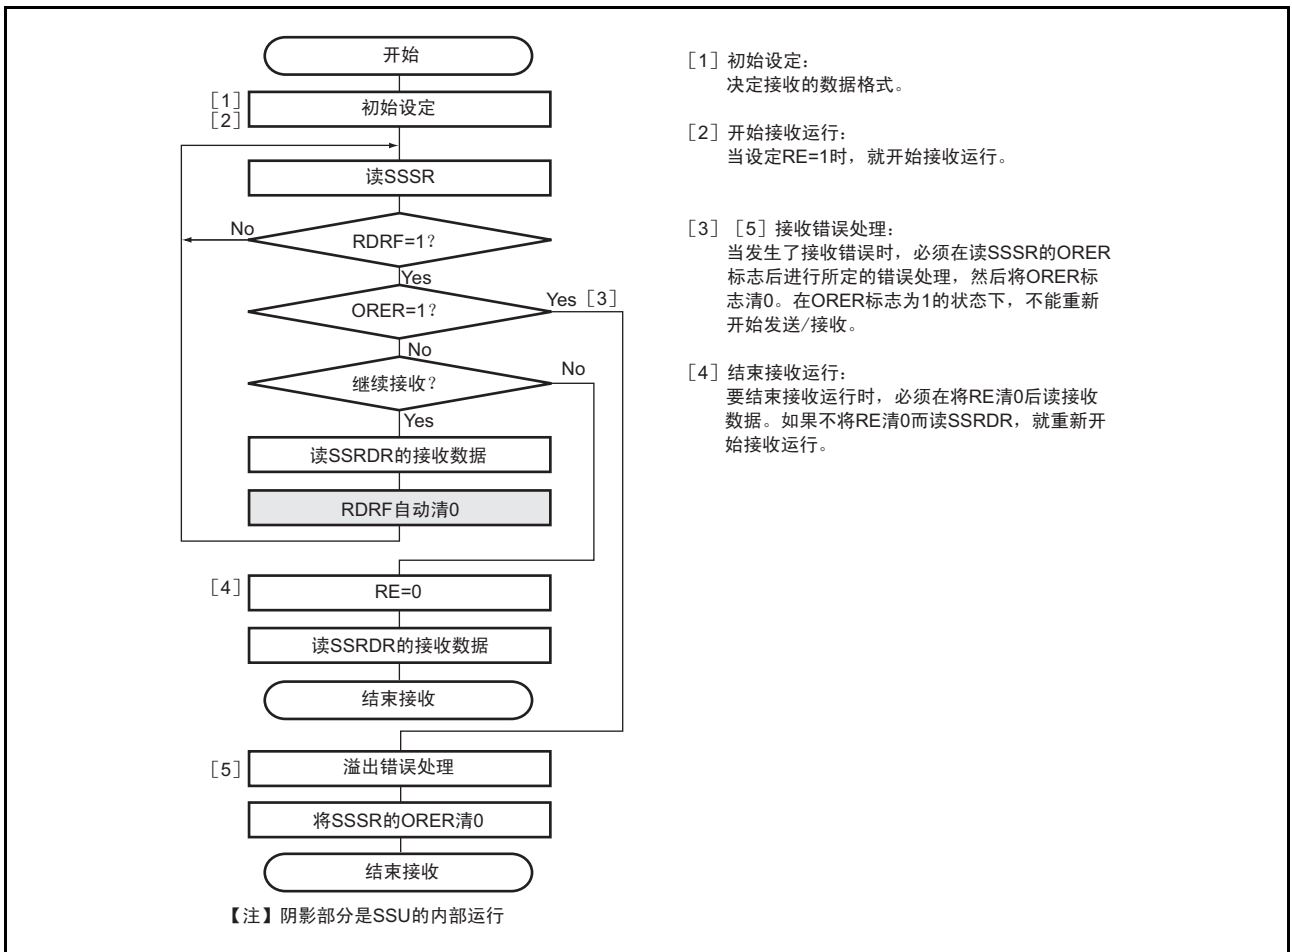 开始
［1］
［2］
初始设定
读SSSR
No
RDRF=1?
Yes
ORER=1?
Yes［3］
No
继续接收?
No
Yes
读SSRDR的接收数据
RDRF自动清0
［4］
RE=0
读SSRDR的接收数据
结束接收
［5］
溢出错误处理
将SSSR的ORER清0
结束接收
【注】阴影部分是SSU的内部运行
［1］初始设定：
决定接收的数据格式。
［2］开始接收运行：
当设定RE=1时，就开始接收运行。
［3］［5］接收错误处理：
当发生了接收错误时，必须在读SSSR的ORER
标志后进行所定的错误处理，然后将ORER标
志清0。在ORER标志为1的状态下，不能重新
开始发送/接收。
［4］结束接收运行：
要结束接收运行时，必须在将RE清0后读接收
数据。如果不将RE清0而读SSRDR，就重新开
始接收运行。